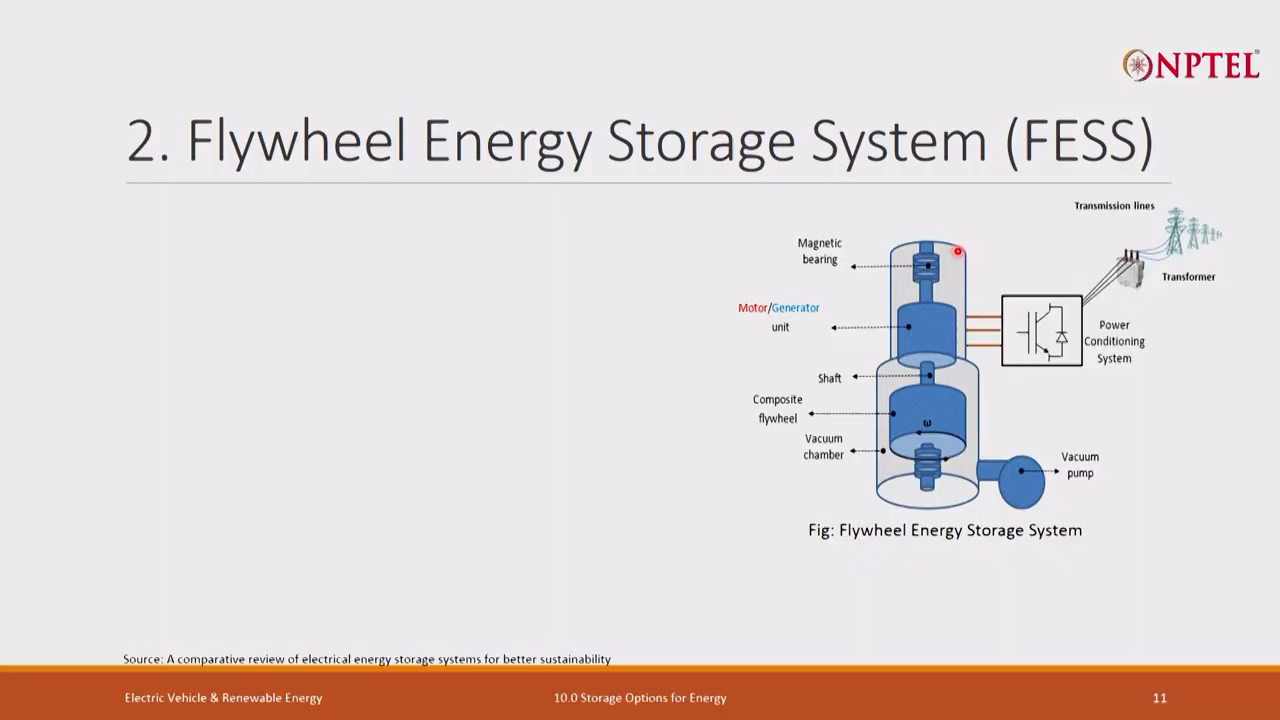 NPTEL
2. Flywheel Energy Storage System (FESS)
Transmission lines
Magnetic
bearing
Transformer
Motor/Generator
unit
Power
Conditioning
System
Shaft
Composite
flywheel
ω
Vacuum
chamber
Vacuum
pump
Fig: Flywheel Energy Storage System
Source: A comparative review of electrical energy storage systems for better sustainability
Electric Vehicle & Renewable Energy
10.0 Storage Options for Energy
11